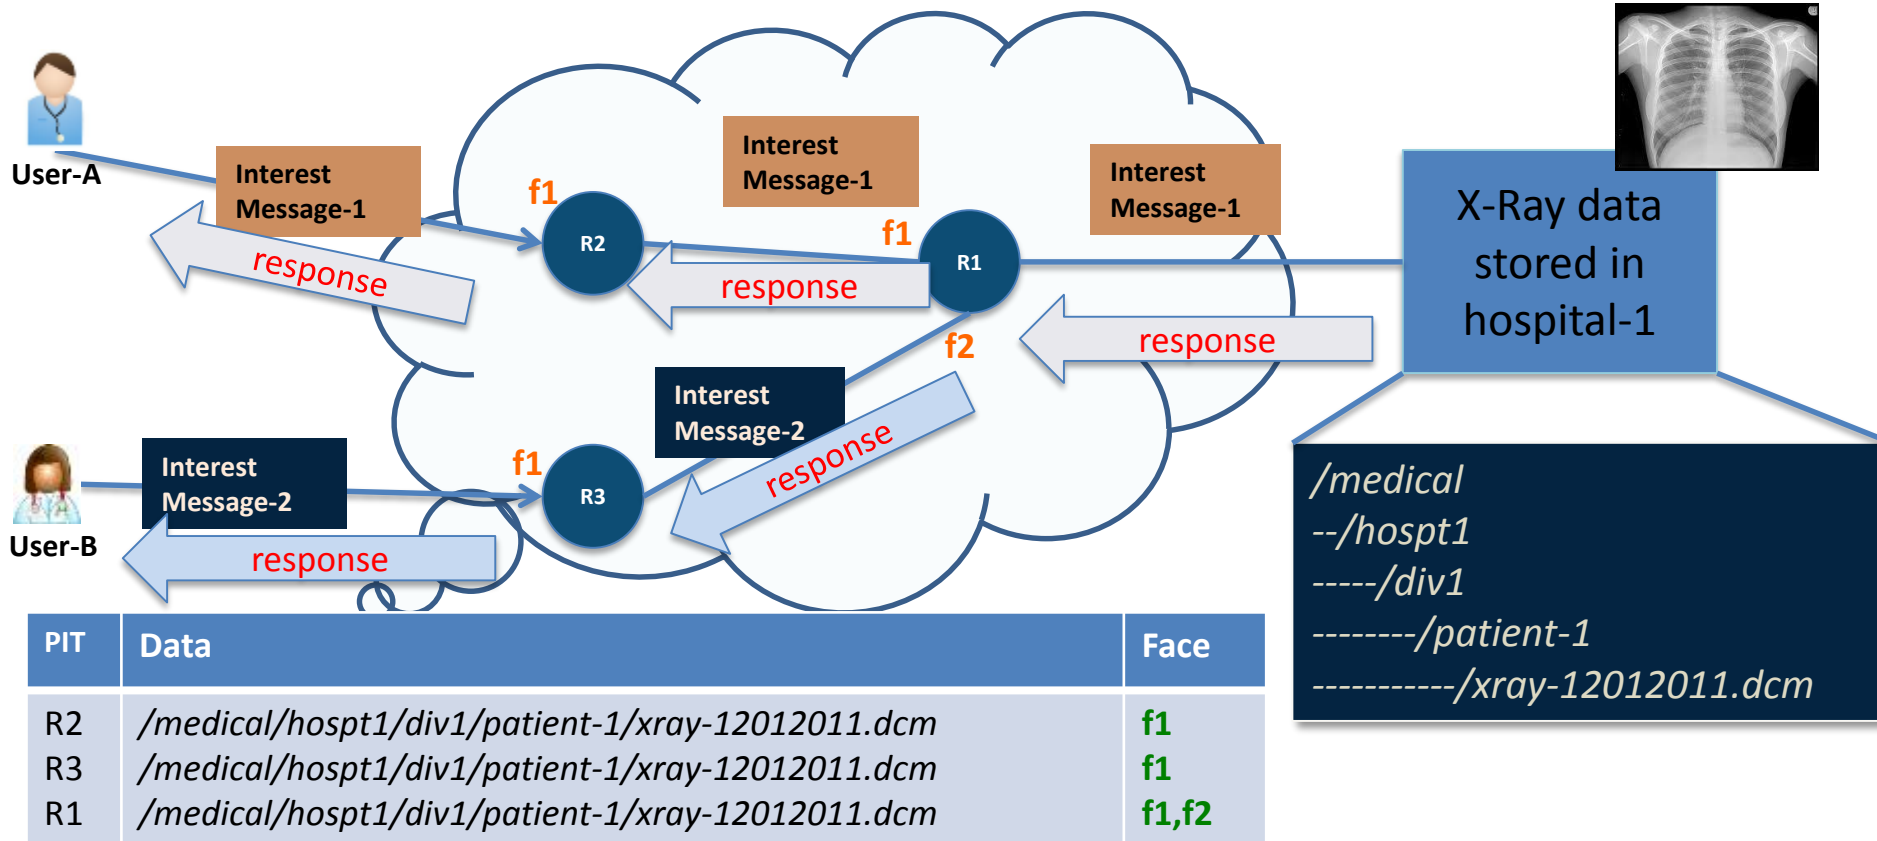 User-A
Interest
Message-1
response
f1
R2
Interest
Message-1
response
f1
R1
f2
Interest
Message-1
response
X-Ray data
stored in
hospital-1
User-B
Interest
Message-2
response
f1
R3
Interest
Message-2
response
/medical
--/hospt1
-----/div1
--------/patient-1
-----------/xray-12012011.dcm
PIT Data Face
R2 /medical/hospt1/div1/patient-1/xray-12012011.dcm f1
R3 /medical/hospt1/div1/patient-1/xray-12012011.dcm f1
R1 /medical/hospt1/div1/patient-1/xray-12012011.dcm f1,f2